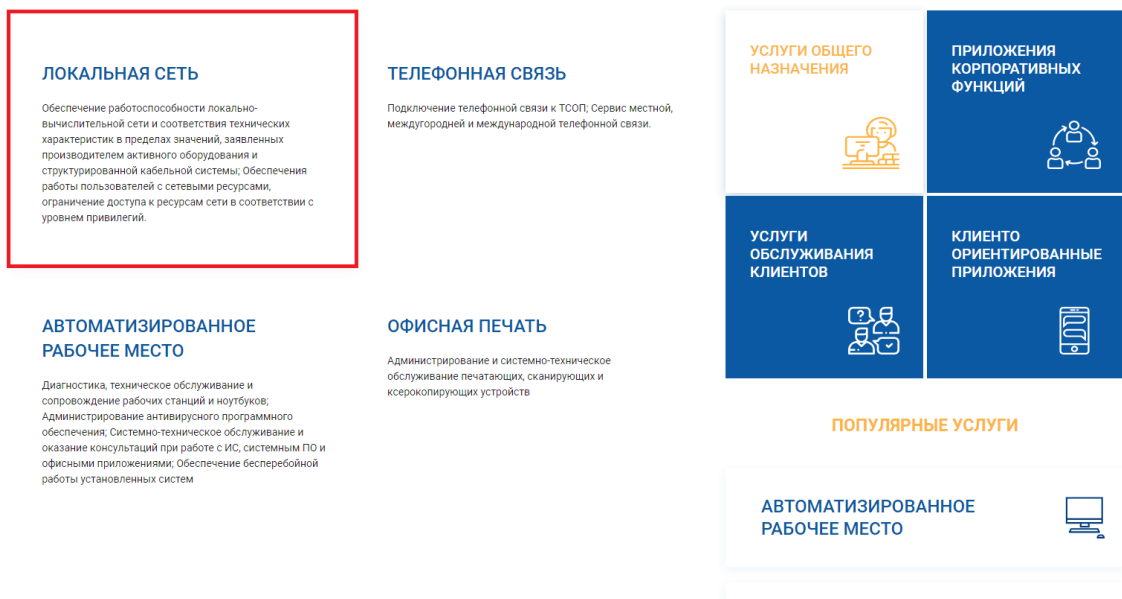 ЛОКАЛЬНАЯ СЕТЬ
Обеспечение работоспособности локально-
вычислительной сети и соответствия технических
характеристик в пределах значений, заявленных
производителем активного оборудования и
структурированной кабельной системы; Обеспечения
работы пользователей с сетевыми ресурсами,
ограничение доступа к ресурсам сети в соответствии с
уровнем привилегий.
ТЕЛЕФОННАЯ СВЯЗЬ
Подключение телефонной связи к ТСОП; Сервис местной,
междугородней и международной телефонной связи.
АВТОМАТИЗИРОВАННОЕ
РАБОЧЕЕ МЕСТО
Диагностика, техническое обслуживание и
сопровождение рабочих станций и ноутбуков;
Администрирование антивирусного программного
обеспечения; Системно-техническое обслуживание и
оказание консультаций при работе с ИС, системным ПО и
офисными приложениями; Обеспечение бесперебойной
работы установленных систем
ОФИСНАЯ ПЕЧАТЬ
Администрирование и системно-техническое
обслуживание печатающих, сканирующих и
ксерокопирующих устройств
УСЛУГИ ОБЩЕГО
НАЗНАЧЕНИЯ
ПРИЛОЖЕНИЯ
КОРПОРАТИВНЫХ
ФУНКЦИЙ
УСЛУГИ
ОБСЛУЖИВАНИЯ
КЛИЕНТОВ
КЛИЕНТО
ОРИЕНТИРОВАННЫЕ
ПРИЛОЖЕНИЯ
ПОПУЛЯРНЫЕ УСЛУГИ
АВТОМАТИЗИРОВАННОЕ
РАБОЧЕЕ МЕСТО